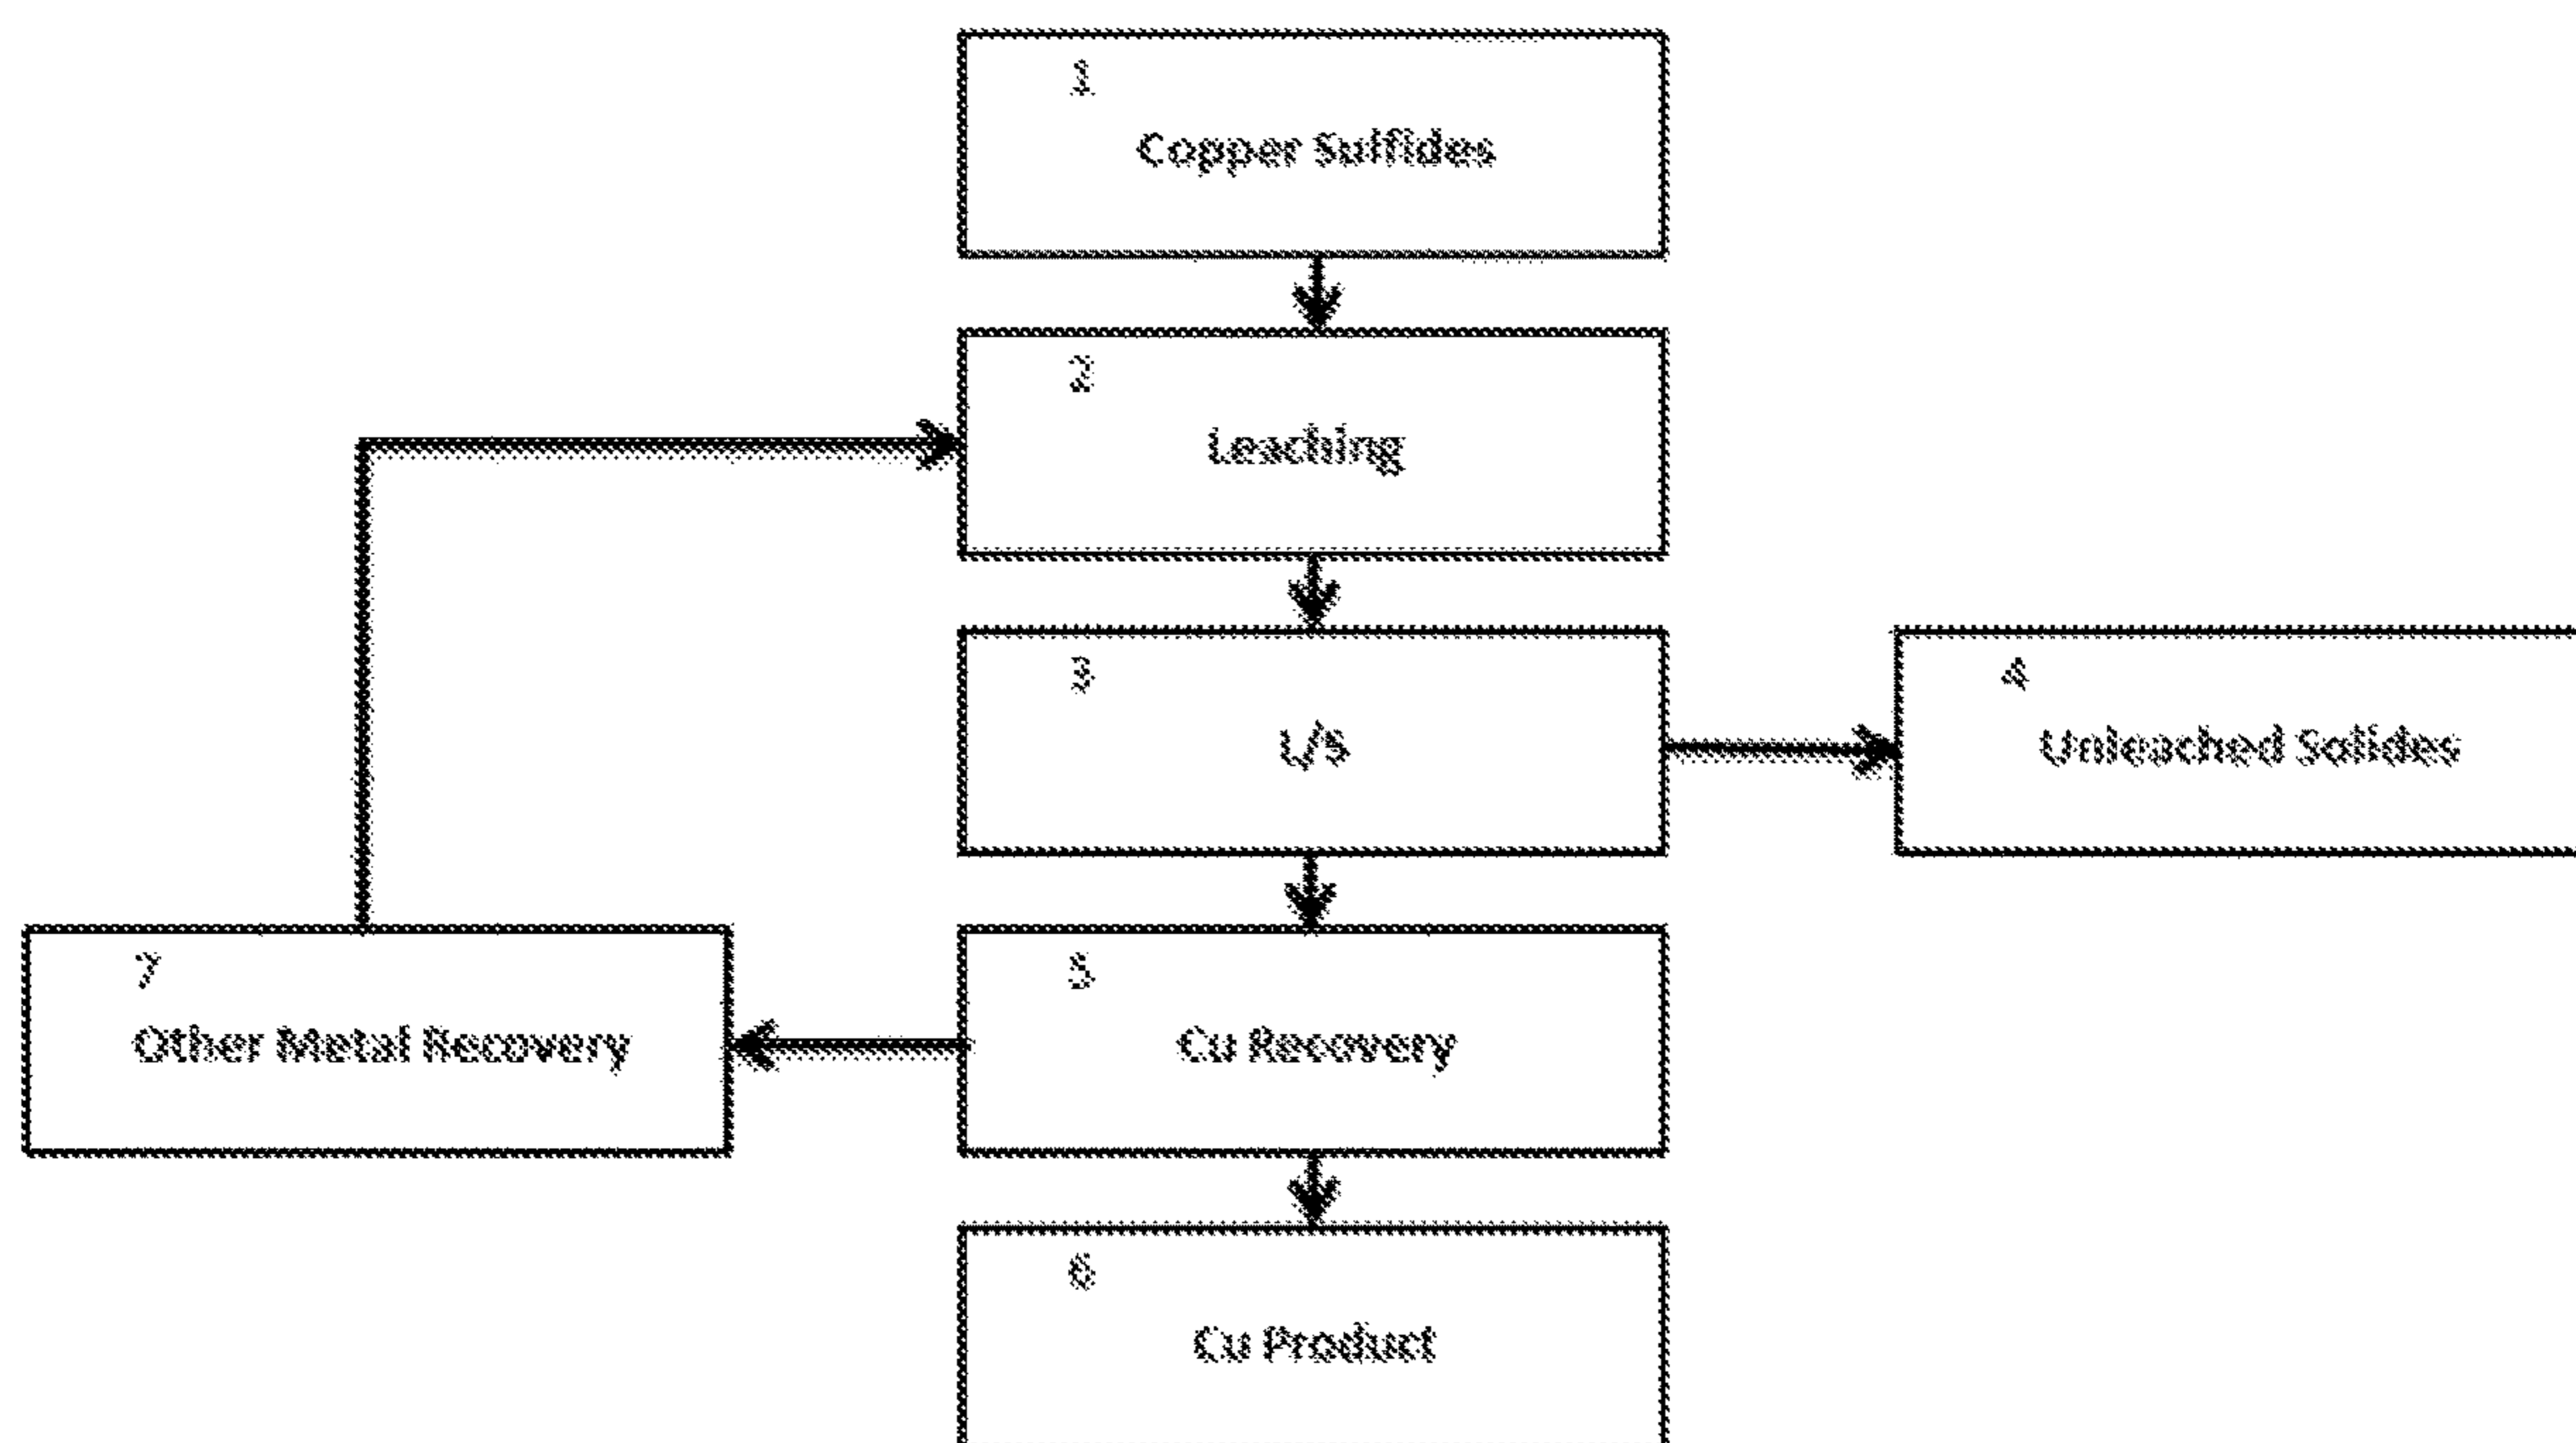 1
Copper Sulfides
2
Leaching
3
L/S
4
Unleached Solides
5
Cu Recovery
7
Other Metal Recovery
6
Cu Product